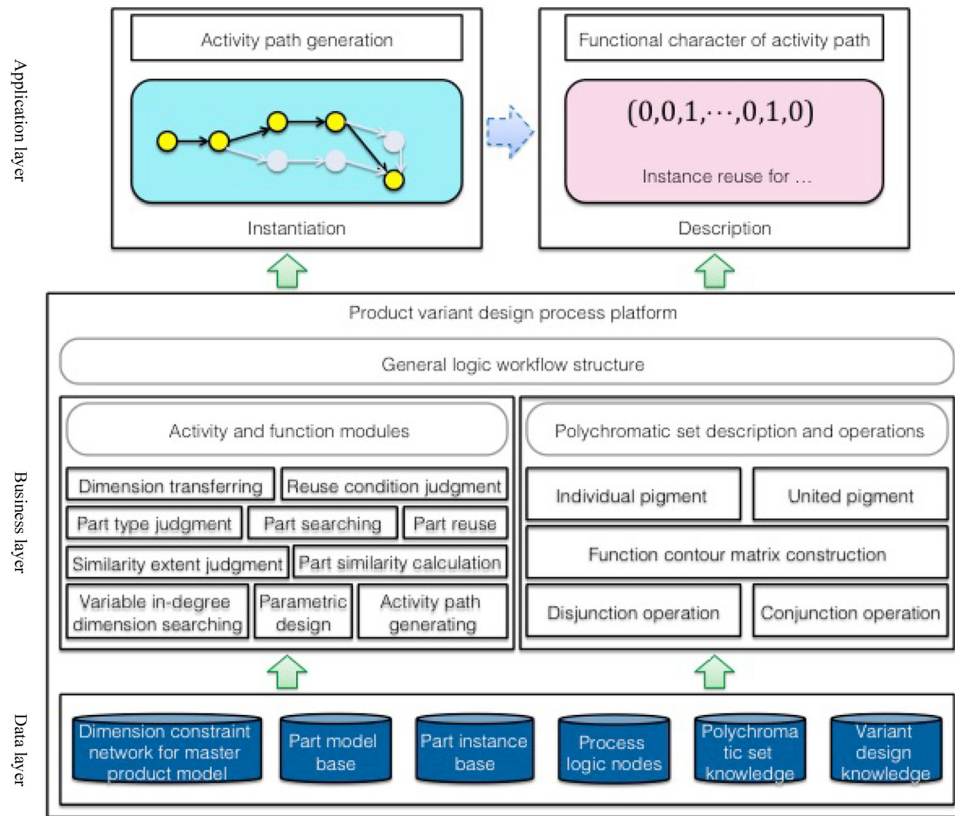 Application layer
Activity path generation
Instantiation
Functional character of activity path
(0,0,1,⋯,0,1,0)
Instance reuse for ...
Description
Business layer
Product variant design process platform
General logic workflow structure
Activity and function modules
Dimension transferring
Reuse condition judgment
Part type judgment
Part searching
Part reuse
Similarity extent judgment
Part similarity calculation
Variable in-degree
dimension searching
Parametric
design
Activity path
generating
Polychromatic set description and operations
Individual pigment
United pigment
Function contour matrix construction
Disjunction operation
Conjunction operation
Data layer
Dimension constraint
network for master
product model
Part model
base
Part instance
base
Process
logic nodes
Polychroma
tic set
knowledge
Variant
design
knowledge